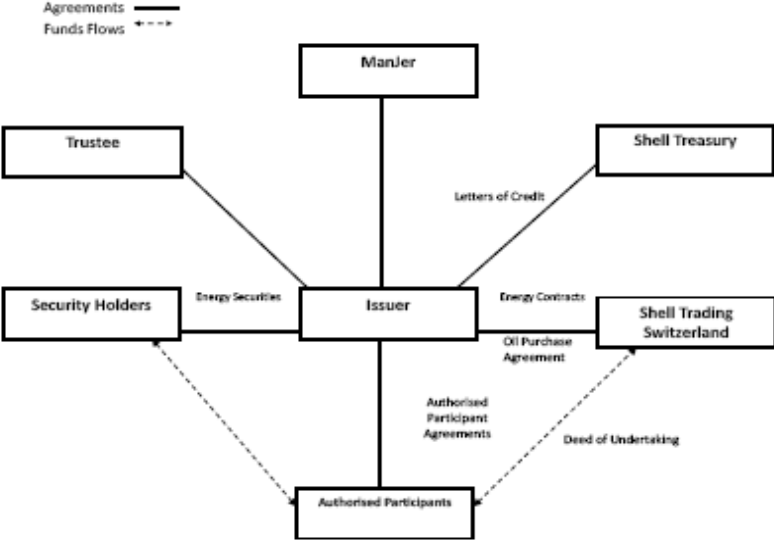 Agreements
Funds Flows
ManJer
Trustee
Shell Treasury
Letters of Credit
Security Holders
Energy Securities
Issuer
Energy Contracts
Shell Trading
Switzerland
Oil Purchase
Agreement
Authorised
Participant
Agreements
Deed of Undertaking
Authorised Participants